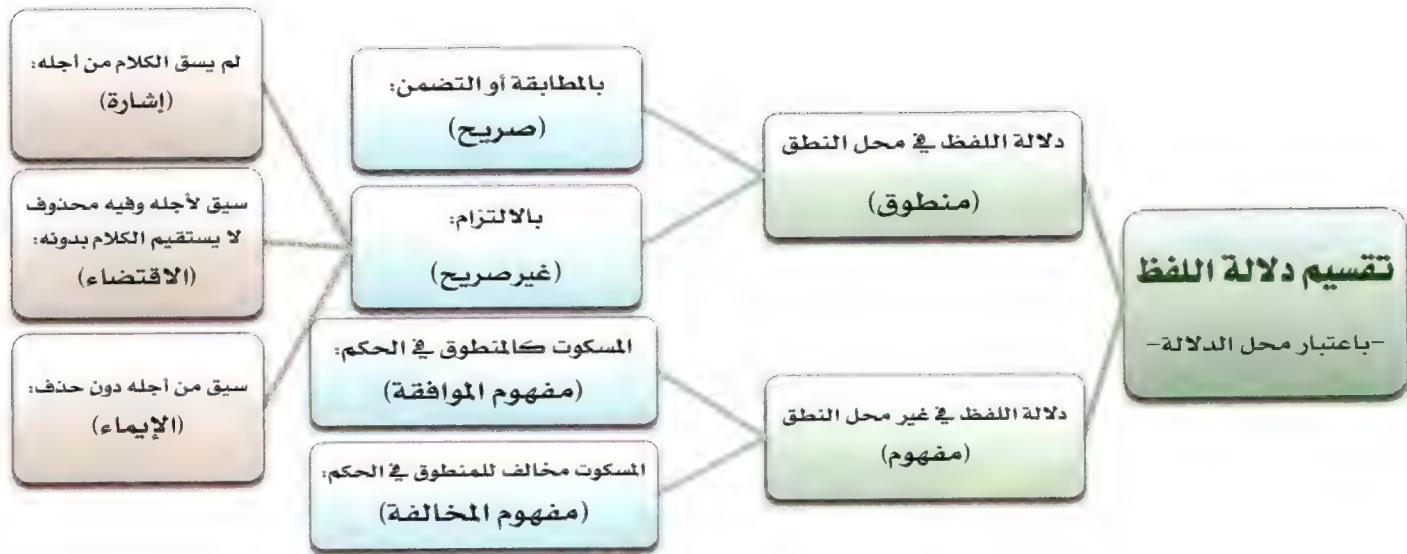 تقسيم دلالة اللفظ
-باعتبار محل الدلالة-
دلالة اللفظ في محل النطق
(منطوق)
بالمطابقة أو التضمن:
(صريح)
بالالتزام:
(غير صريح)
لم يسق الكلام من أجله:
(إشارة)
سيق لأجله وفيه محذوف
لا يستقيم الكلام بدونه:
(الاقتضاء)
سيق من أجله دون حذف:
(الإيماء)
دلالة اللفظ في غير محل النطق
(مفهوم)
المسكوت كالمنطوق في الحكم:
(مفهوم الموافقة)
المسكوت مخالف للمنطوق في الحكم:
(مفهوم المخالفة)